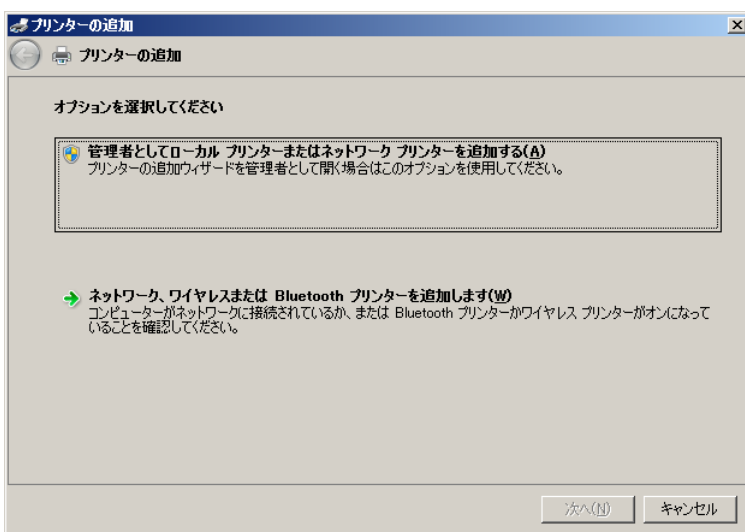 プリンターの追加
プリンターの追加
オプションを選択してください
管理者としてローカル プリンターまたはネットワーク プリンターを追加する(A)
プリンターの追加ウィザードを管理者として開く場合はこのオプションを使用してください。
ネットワーク、ワイヤレスまたは Bluetooth プリンターを追加します(W)
コンピューターがネットワークに接続されているか、または Bluetooth プリンターかワイヤレス プリンターがオンになって
いることを確認してください。
次へ(N)
キャンセル